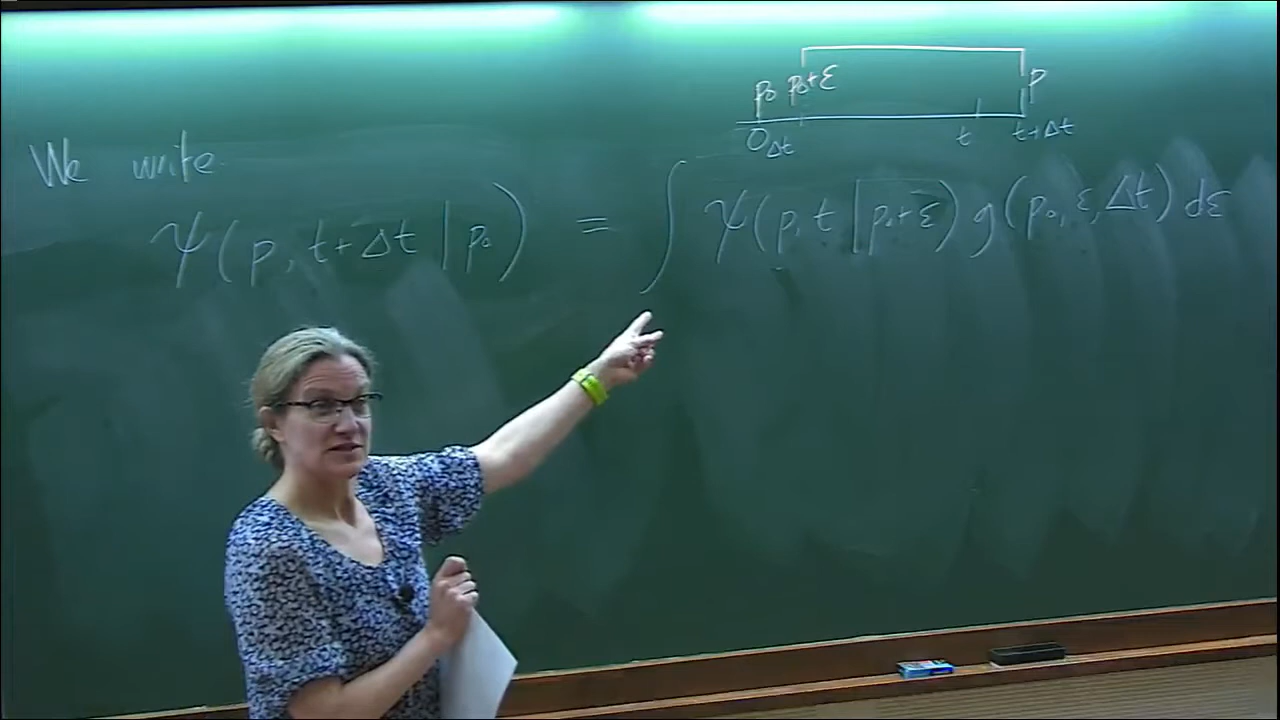 p₀ p₀+ε p
0 Δt t t+Δt
We write
ψ(p, t+Δt | p₀) = ∫ ψ(p, t | p₀+ε) g(p₀, ε, Δt) dε